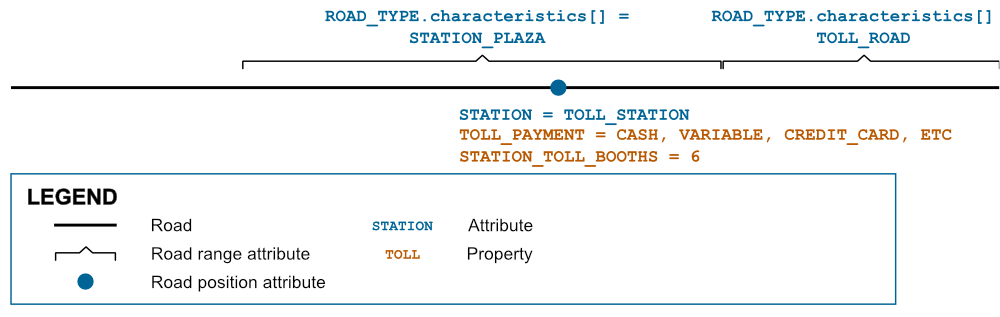 ROAD_TYPE.characteristics[] =
STATION_PLAZA
ROAD_TYPE.characteristics[]
TOLL_ROAD
STATION = TOLL_STATION
TOLL_PAYMENT = CASH, VARIABLE, CREDIT_CARD, ETC
STATION_TOLL_BOOTHS = 6
LEGEND
Road
STATION
Attribute
Road range attribute
TOLL
Property
Road position attribute